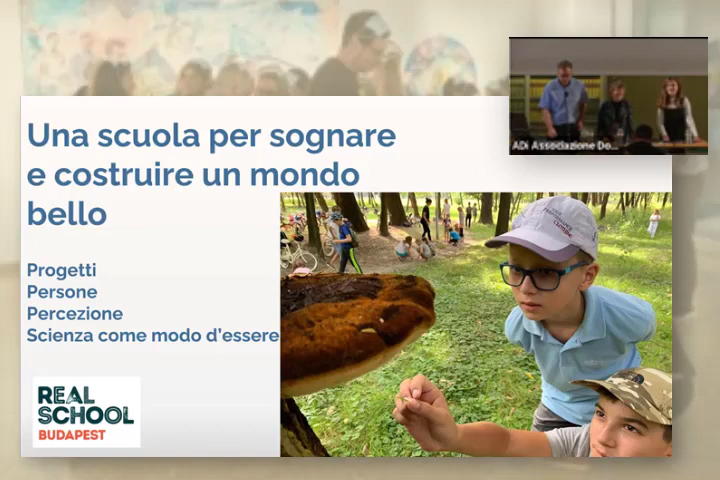 Una scuola per sognare
e costruire un mondo
bello
Progetti
Persone
Percezione
Scienza come modo d'essere
REAL
SCHOOL
BUDAPEST
ADi Associazione Do...